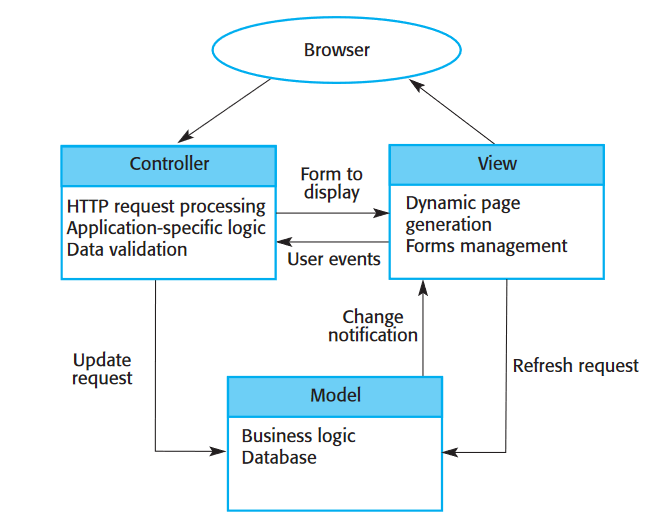 Browser
Controller
HTTP request processing
Application-specific logic
Data validation
Form to
display
User events
View
Dynamic page
generation
Forms management
Change
notification
Update
request
Refresh request
Model
Business logic
Database